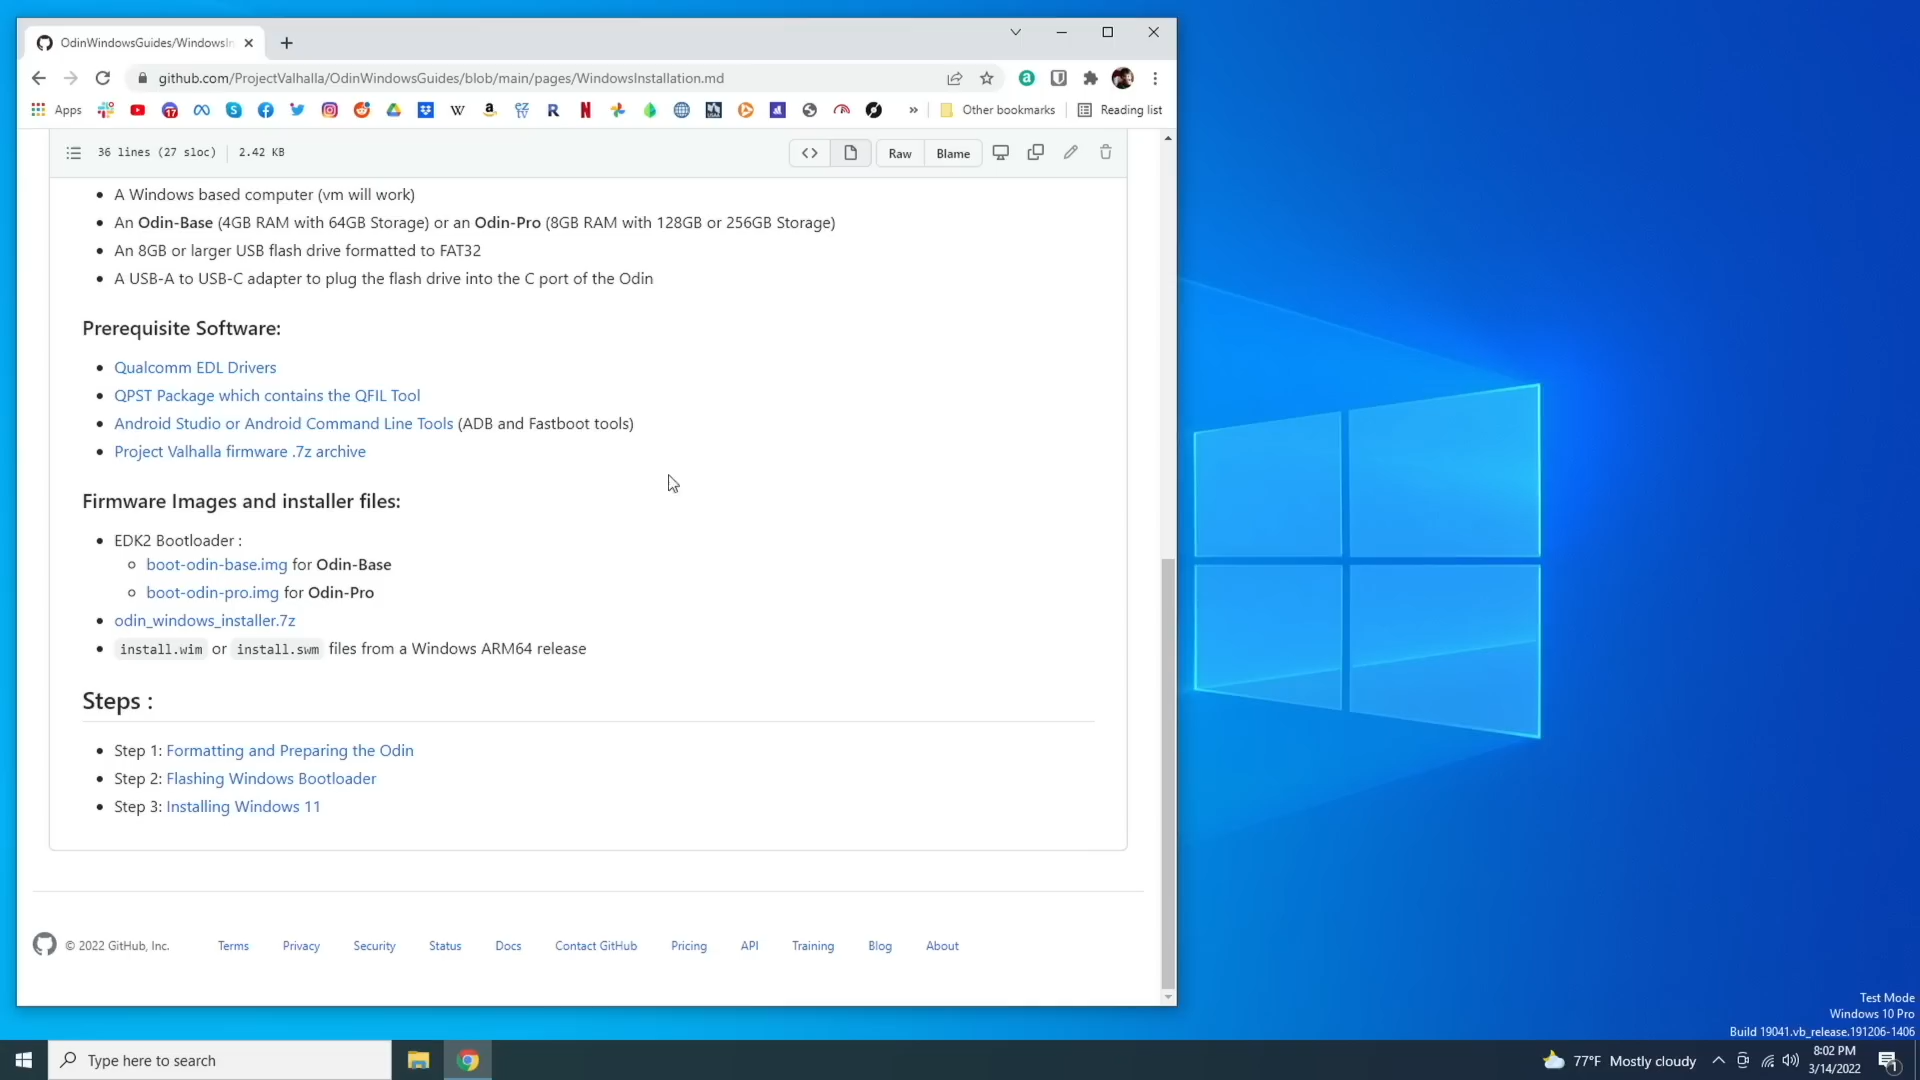 OdinWindowsGuides/WindowsIn
github.com/ProjectValhalla/OdinWindowsGuides/blob/main/pages/WindowsInstallation.md
Apps
Other bookmarks
Reading list
36 lines (27 sloc)
2.42 KB
Raw
Blame
A Windows based computer (vm will work)
An Odin-Base (4GB RAM with 64GB Storage) or an Odin-Pro (8GB RAM with 128GB or 256GB Storage)
An 8GB or larger USB flash drive formatted to FAT32
A USB-A to USB-C adapter to plug the flash drive into the C port of the Odin
Prerequisite Software:
Qualcomm EDL Drivers
QPST Package which contains the QFIL Tool
Android Studio or Android Command Line Tools (ADB and Fastboot tools)
Project Valhalla firmware .7z archive
Firmware Images and installer files:
EDK2 Bootloader :
boot-odin-base.img for Odin-Base
boot-odin-pro.img for Odin-Pro
odin_windows_installer.7z
install.wim or install.swm files from a Windows ARM64 release
Steps :
Step 1: Formatting and Preparing the Odin
Step 2: Flashing Windows Bootloader
Step 3: Installing Windows 11
© 2022 GitHub, Inc.
Terms
Privacy
Security
Status
Docs
Contact GitHub
Pricing
API
Training
Blog
About
Test Mode
Windows 10 Pro
Build 19041.vb_release.191206-1406
Type here to search
77°F Mostly cloudy
8:02 PM
3/14/2022
1